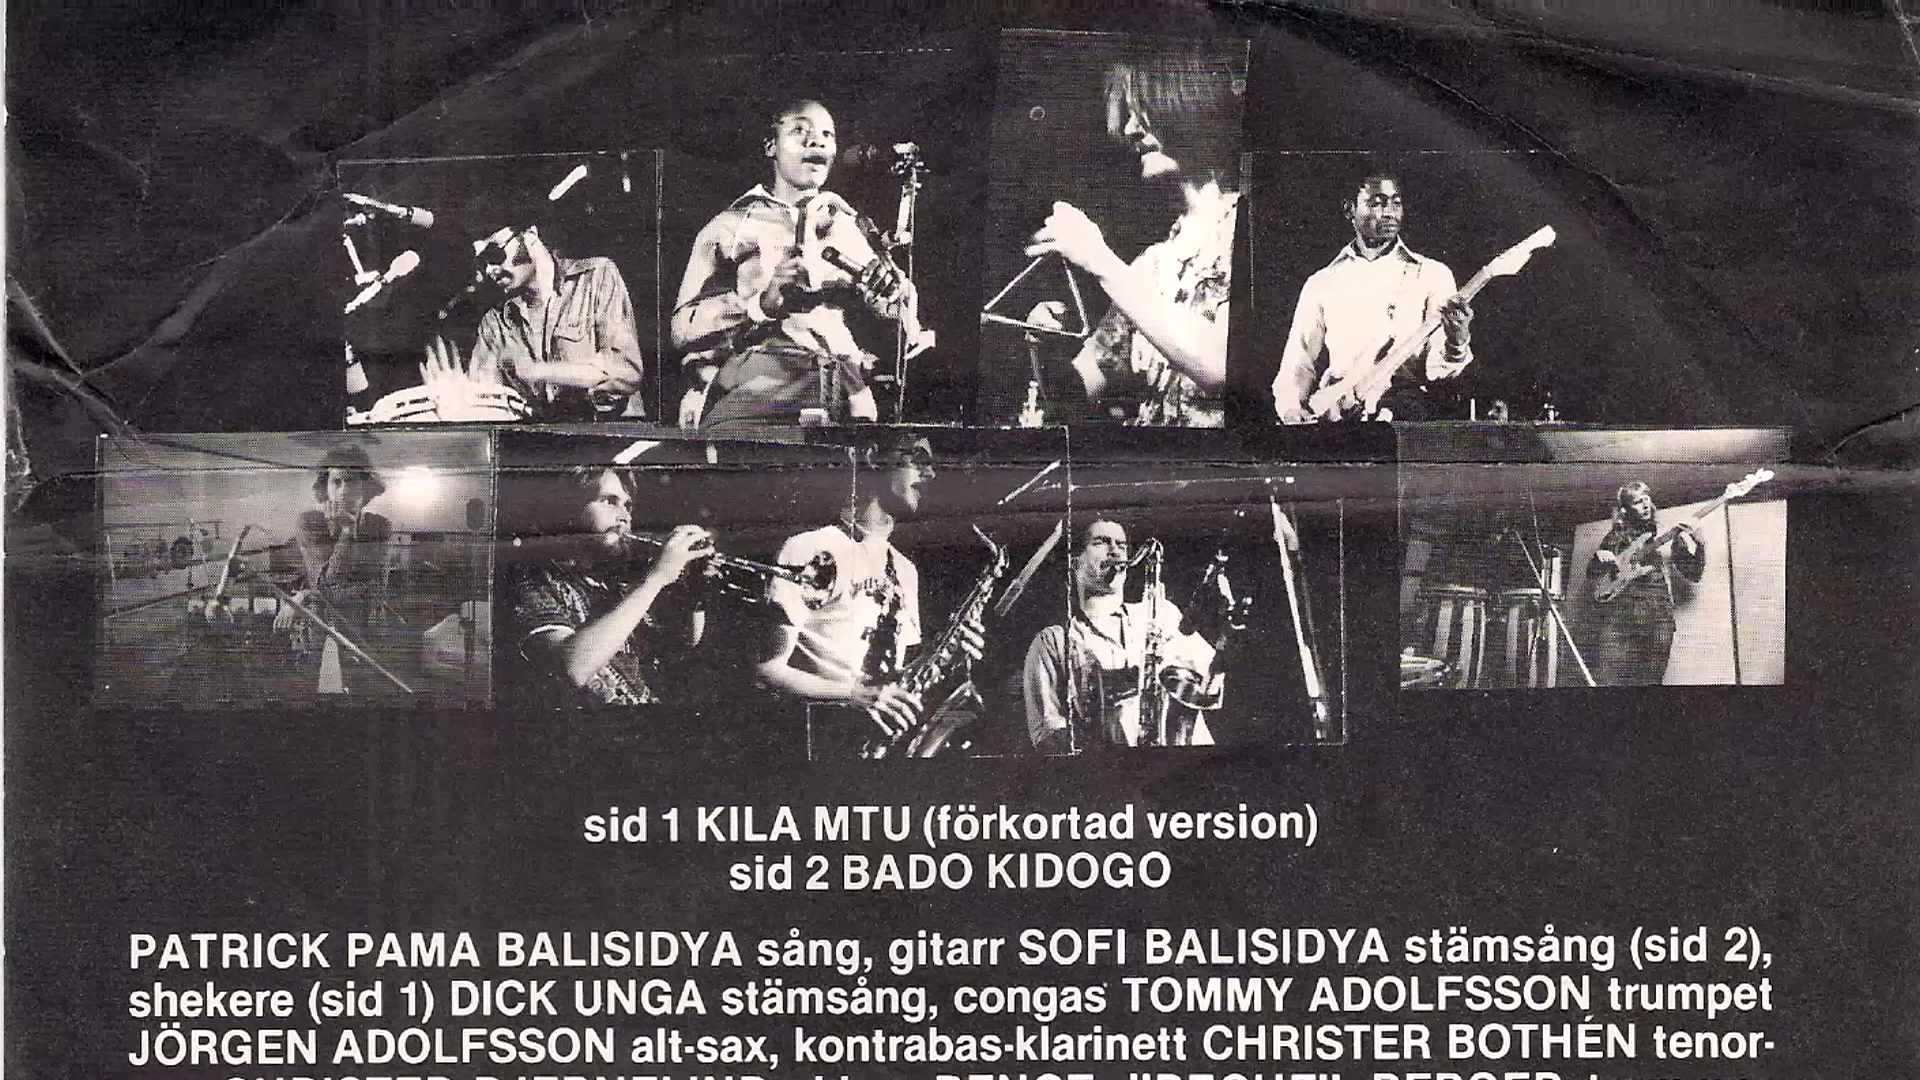 sid 1 KILA MTU (förkortad version)
sid 2 BADO KIDOGO
PATRICK PAMA BALISIDYA sång, gitarr SOFI BALISIDYA stämsång (sid 2),
shekere (sid 1) DICK UNGA stämsång, congas TOMMY ADOLFSSON trumpet
JÖRGEN ADOLFSSON alt-sax, kontrabas-klarinett CHRISTER BOTHÉN tenor-